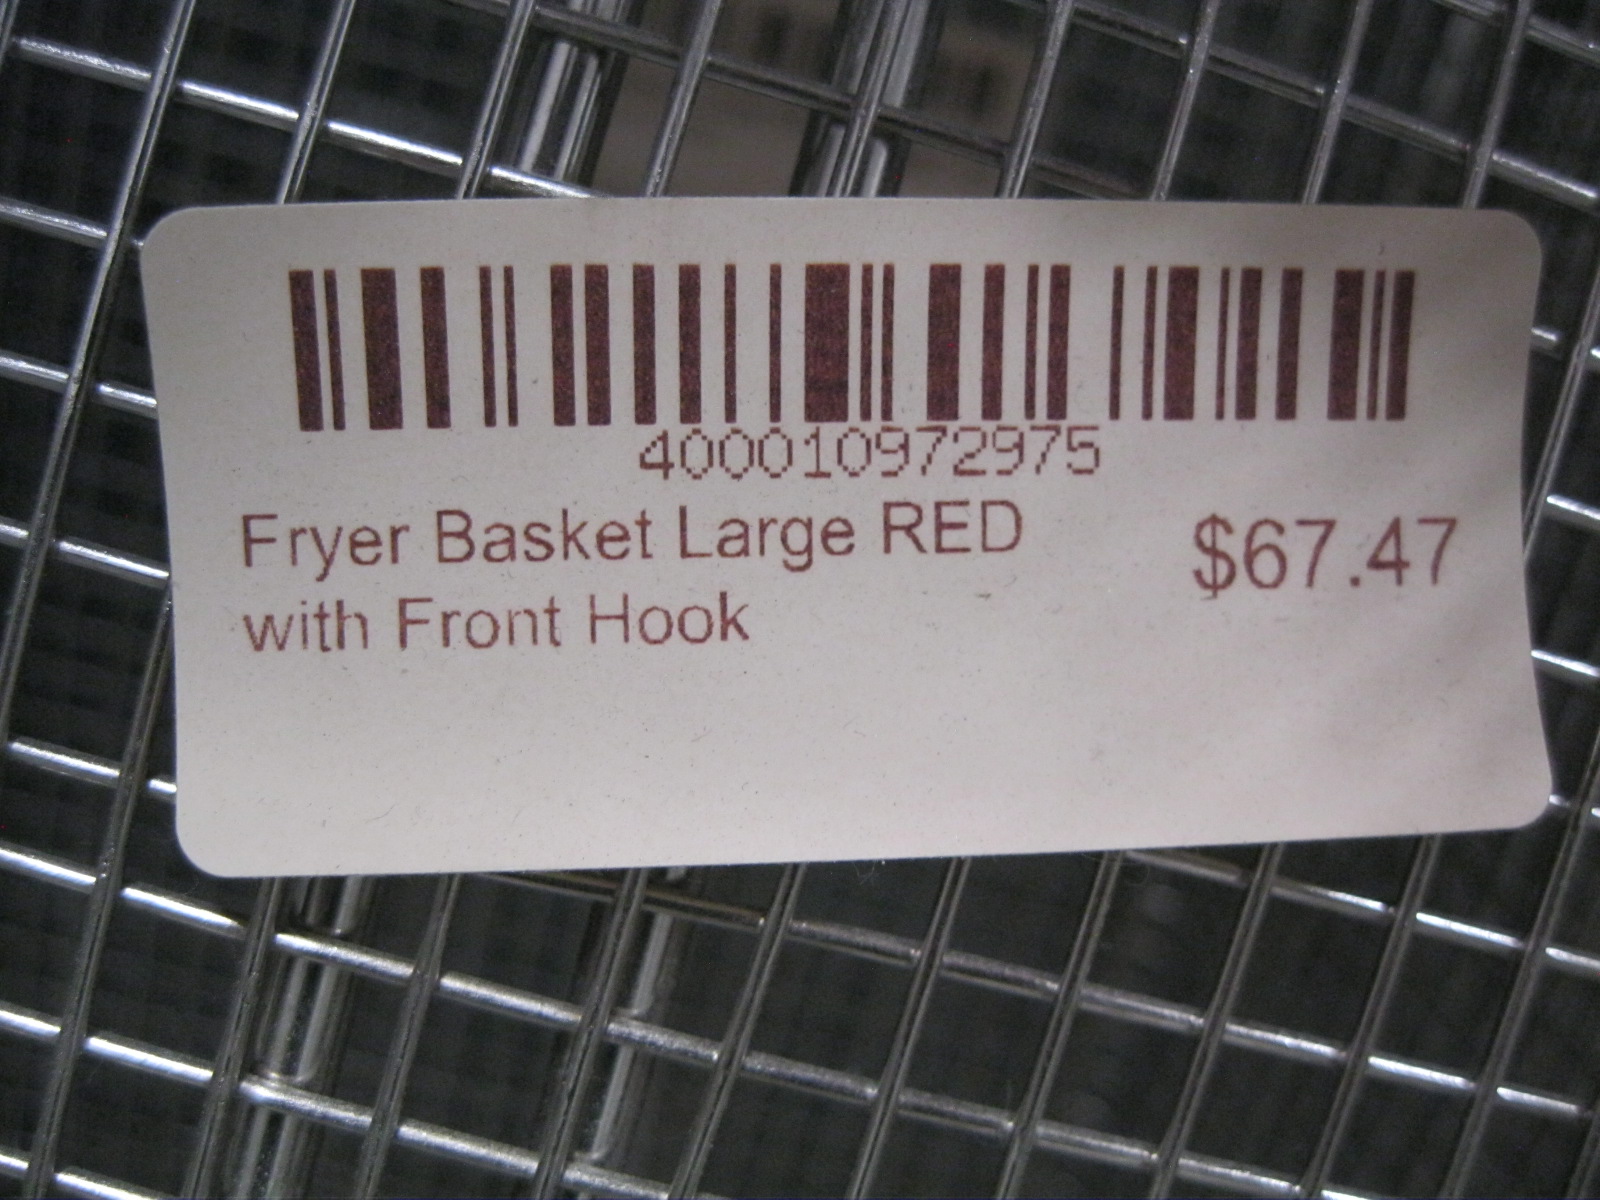 400010972975
Fryer Basket Large RED $67.47
with Front Hook